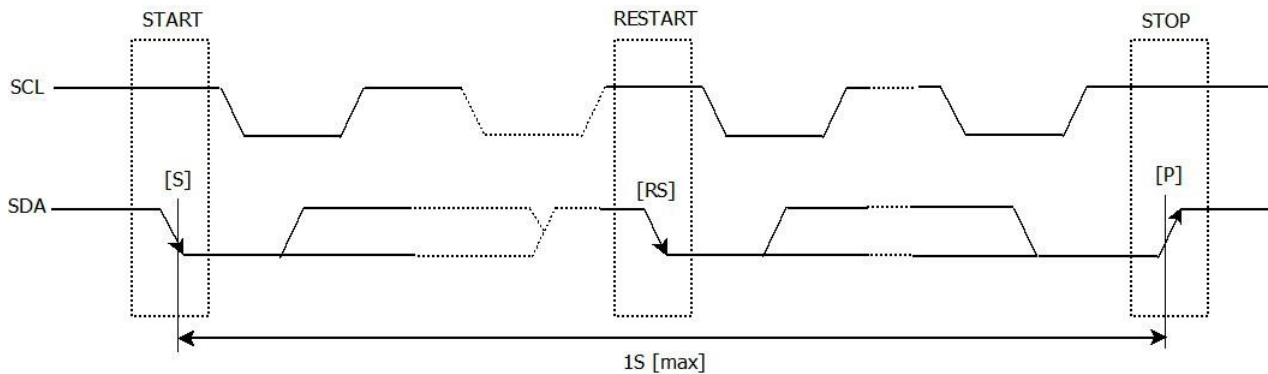 START RESTART STOP
SCL
[S] [RS] [P]
SDA
1S [max]